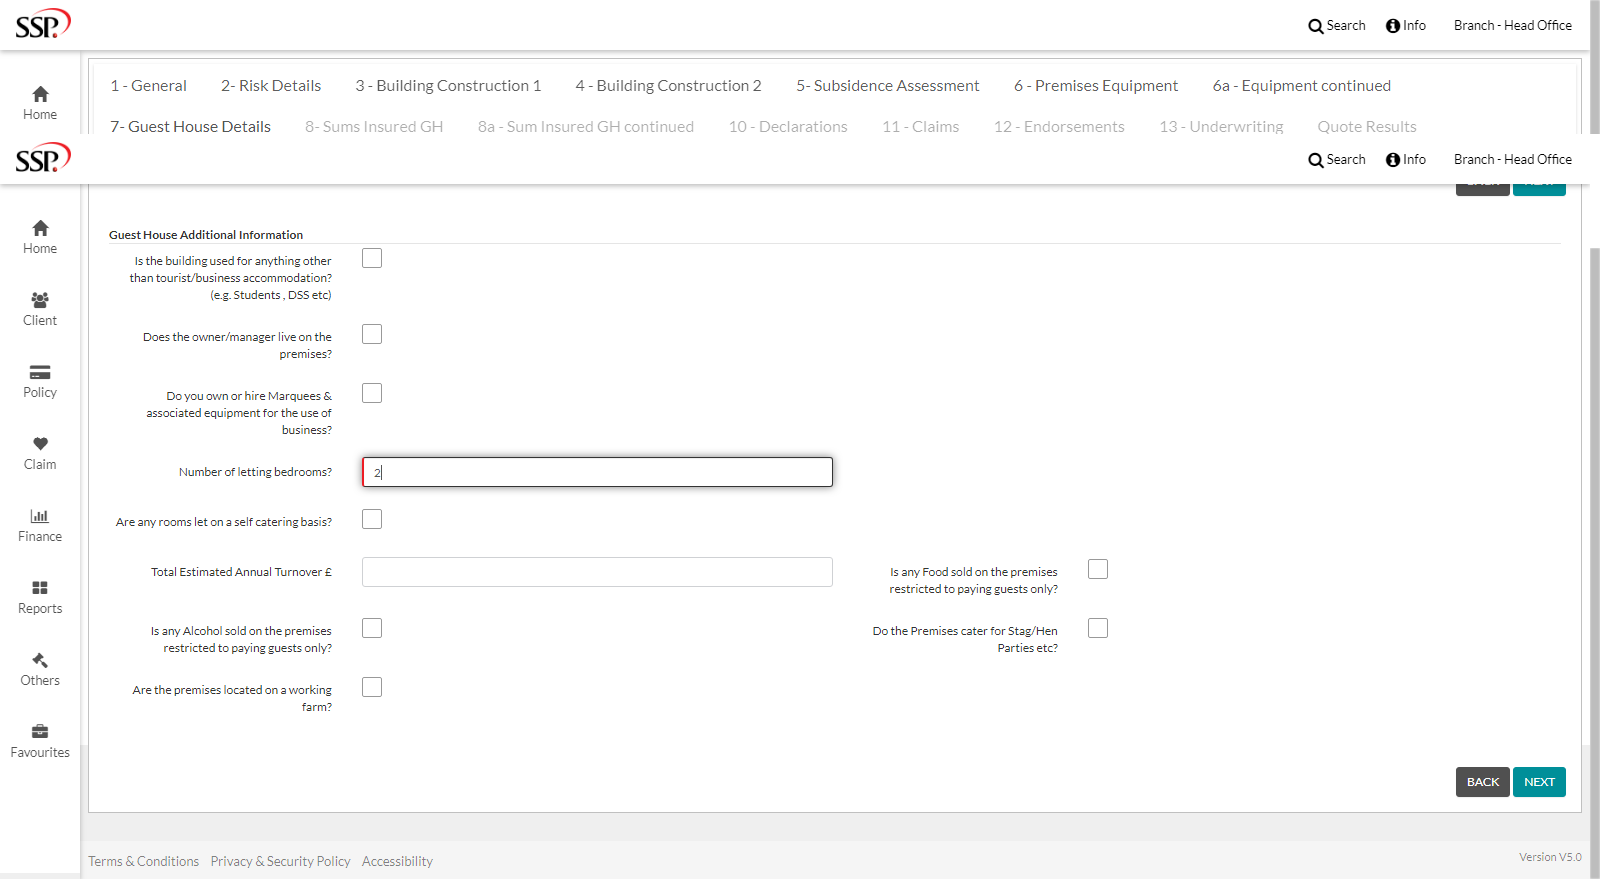 SSP.
Search Info Branch - Head Office
1 - General 2- Risk Details 3 - Building Construction 1 4 - Building Construction 2 5- Subsidence Assessment 6 - Premises Equipment 6a - Equipment continued
Home
7- Guest House Details 8- Sums Insured GH 8a - Sum Insured GH continued 10 - Declarations 11 - Claims 12 - Endorsements 13 - Underwriting Quote Results
SSP.
Search Info Branch - Head Office
Home
Client
Policy
Claim
Finance
Reports
Others
Favourites
Guest House Additional Information
Is the building used for anything other
than tourist/business accommodation?
(e.g. Students , DSS etc)
Does the owner/manager live on the
premises?
Do you own or hire Marquees &
associated equipment for the use of
business?
Number of letting bedrooms? 2
Are any rooms let on a self catering basis?
Total Estimated Annual Turnover £
Is any Food sold on the premises
restricted to paying guests only?
Is any Alcohol sold on the premises
restricted to paying guests only?
Do the Premises cater for Stag/Hen
Parties etc?
Are the premises located on a working
farm?
BACK NEXT
Terms & Conditions Privacy & Security Policy Accessibility
Version V5.0